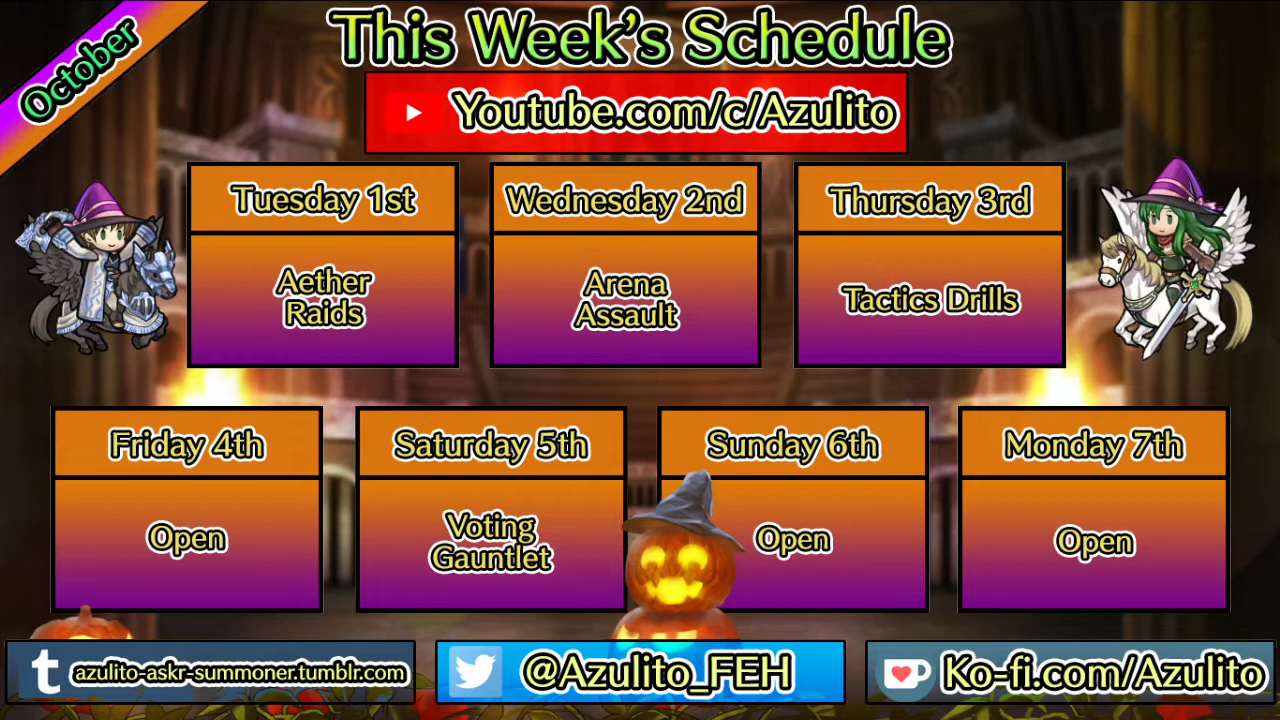 October
This Week's Schedule
Youtube.com/c/Azulito
Tuesday 1st
Aether
Raids
Wednesday 2nd
Arena
Assault
Thursday 3rd
Tactics Drills
Friday 4th
Open
Saturday 5th
Voting
Gauntlet
Sunday 6th
Open
Monday 7th
Open
azulito-askr-summoner.tumblr.com
@Azulito_FEH
Ko-fi.com/Azulito